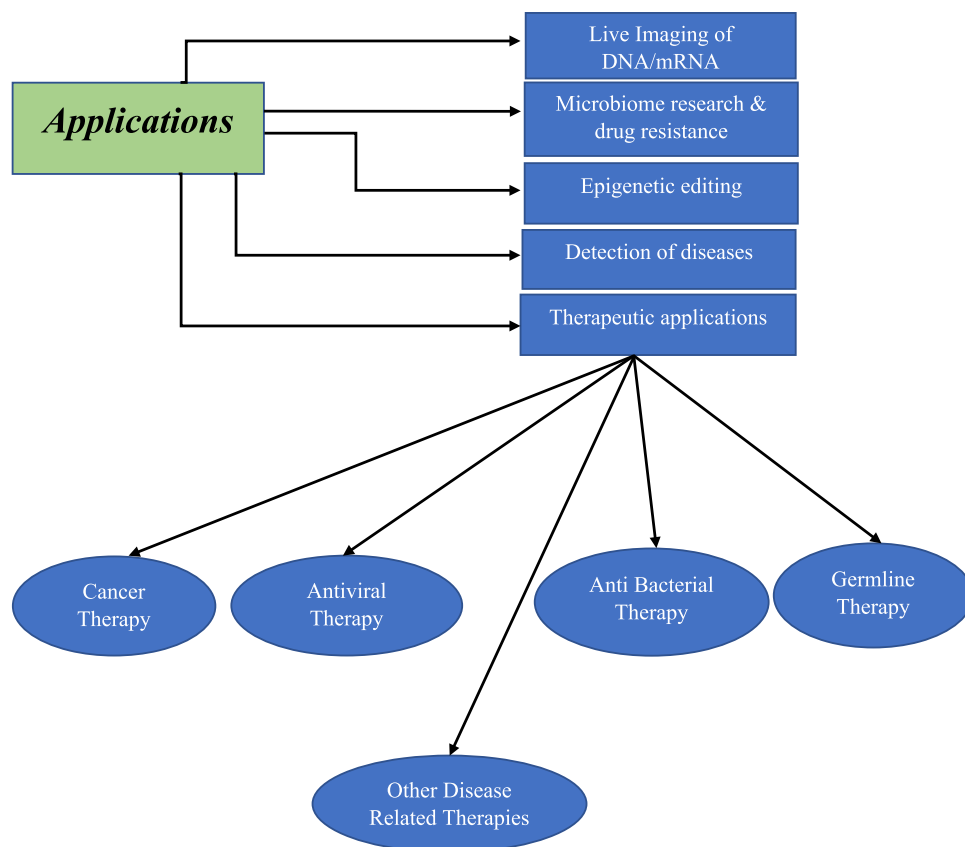 Applications
Live Imaging of
DNA/mRNA
Microbiome research &
drug resistance
Epigenetic editing
Detection of diseases
Therapeutic applications
Cancer
Therapy
Antiviral
Therapy
Anti Bacterial
Therapy
Germline
Therapy
Other Disease
Related Therapies